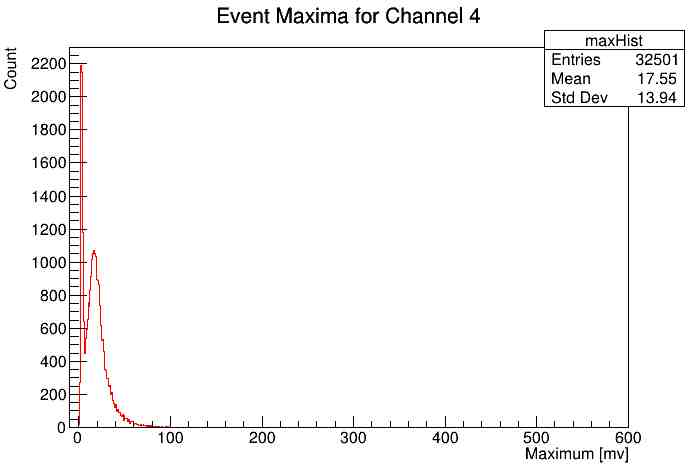 Event Maxima for Channel 4
maxHist
Entries 32501
Mean 17.55
Std Dev 13.94
Count
2200
2000
1800
1600
1400
1200
1000
800
600
400
200
0
0 100 200 300 400 500 600
Maximum [mv]